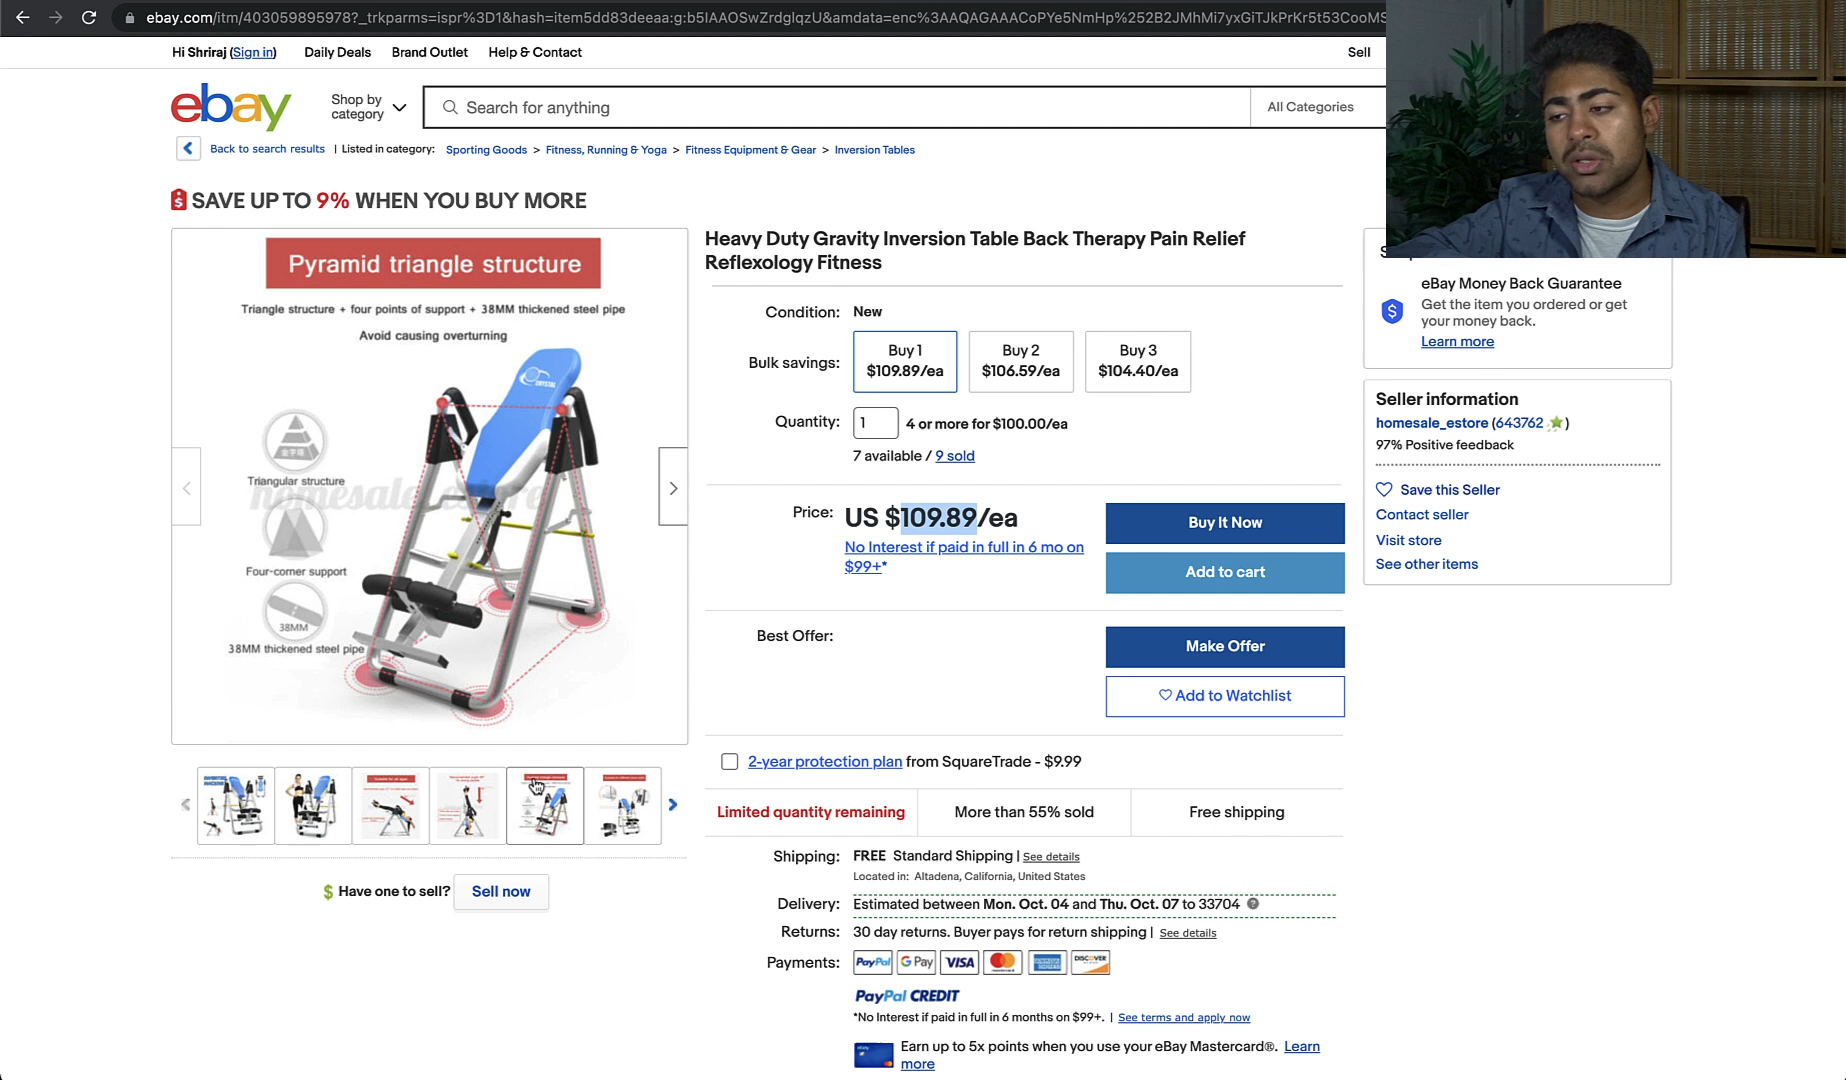 ebay.com/itm/403059895978?_trkparms=ispr%3D1&hash=item5dd83deeaa:g:b5IAAOSwZrdglqzU&amdata=enc%3AAQAGAAACoPYe5NmHp%252B2JMhMi7yxGiTJkPrKr5t53CooMS
Hi Shriraj (Sign in) Daily Deals Brand Outlet Help & Contact Sell
ebay
Shop by category
Search for anything
All Categories
Back to search results | Listed in category: Sporting Goods > Fitness, Running & Yoga > Fitness Equipment & Gear > Inversion Tables
SAVE UP TO 9% WHEN YOU BUY MORE
Pyramid triangle structure
Triangle structure + four points of support + 38MM thickened steel pipe
Avoid causing overturning
CRYSTAL
金字塔
Triangular structure
Four-corner support
38MM
38MM thickened steel pipe
Have one to sell? Sell now
Heavy Duty Gravity Inversion Table Back Therapy Pain Relief
Reflexology Fitness
Condition: New
Bulk savings:
Buy 1
$109.89/ea
Buy 2
$106.59/ea
Buy 3
$104.40/ea
Quantity: 1 4 or more for $100.00/ea
7 available / 9 sold
Price: US $109.89/ea
No Interest if paid in full in 6 mo on
$99+*
Buy It Now
Add to cart
Best Offer:
Make Offer
Add to Watchlist
2-year protection plan from SquareTrade - $9.99
Limited quantity remaining More than 55% sold Free shipping
Shipping: FREE Standard Shipping | See details
Located in: Altadena, California, United States
Delivery: Estimated between Mon. Oct. 04 and Thu. Oct. 07 to 33704
Returns: 30 day returns. Buyer pays for return shipping | See details
Payments: PayPal G Pay VISA DISCOVER
PayPal CREDIT
*No Interest if paid in full in 6 months on $99+. | See terms and apply now
Earn up to 5x points when you use your eBay Mastercard®. Learn
more
eBay Money Back Guarantee
Get the item you ordered or get
your money back.
Learn more
Seller information
homesale_estore (643762)
97% Positive feedback
Save this Seller
Contact seller
Visit store
See other items